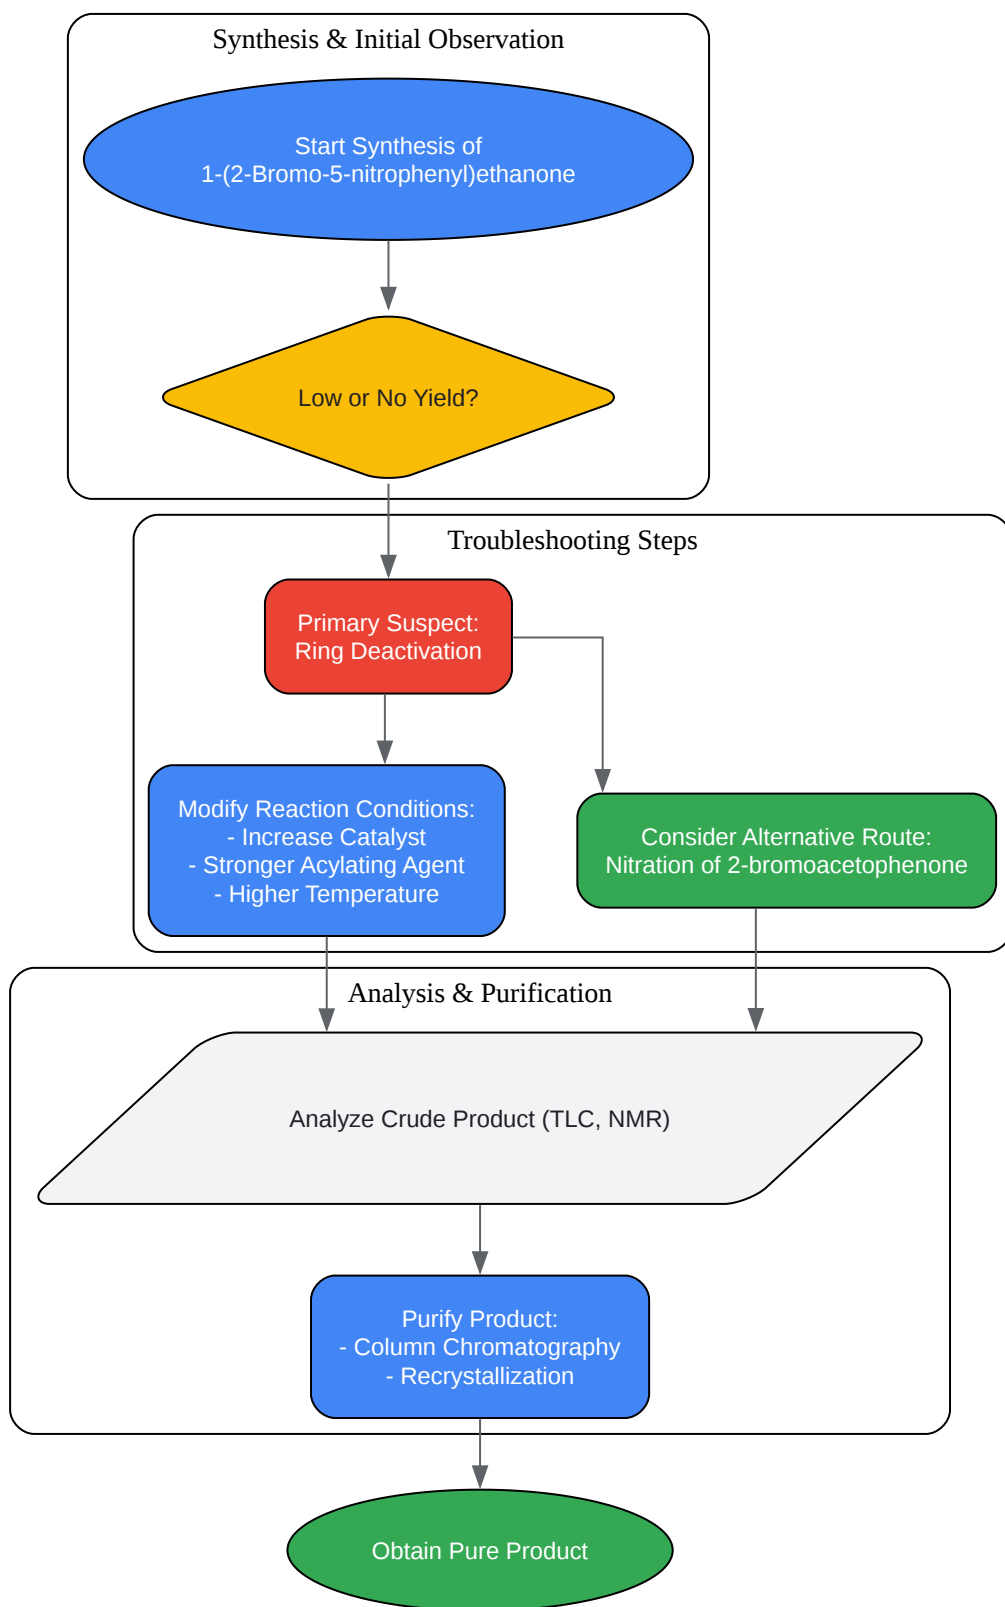 Synthesis & Initial Observation
Start Synthesis of
1-(2-Bromo-5-nitrophenyl)ethanone
Low or No Yield?
Troubleshooting Steps
Primary Suspect:
Ring Deactivation
Modify Reaction Conditions:
- Increase Catalyst
- Stronger Acylating Agent
- Higher Temperature
Consider Alternative Route:
Nitration of 2-bromoacetophenone
Analysis & Purification
Analyze Crude Product (TLC, NMR)
Purify Product:
- Column Chromatography
- Recrystallization
Obtain Pure Product